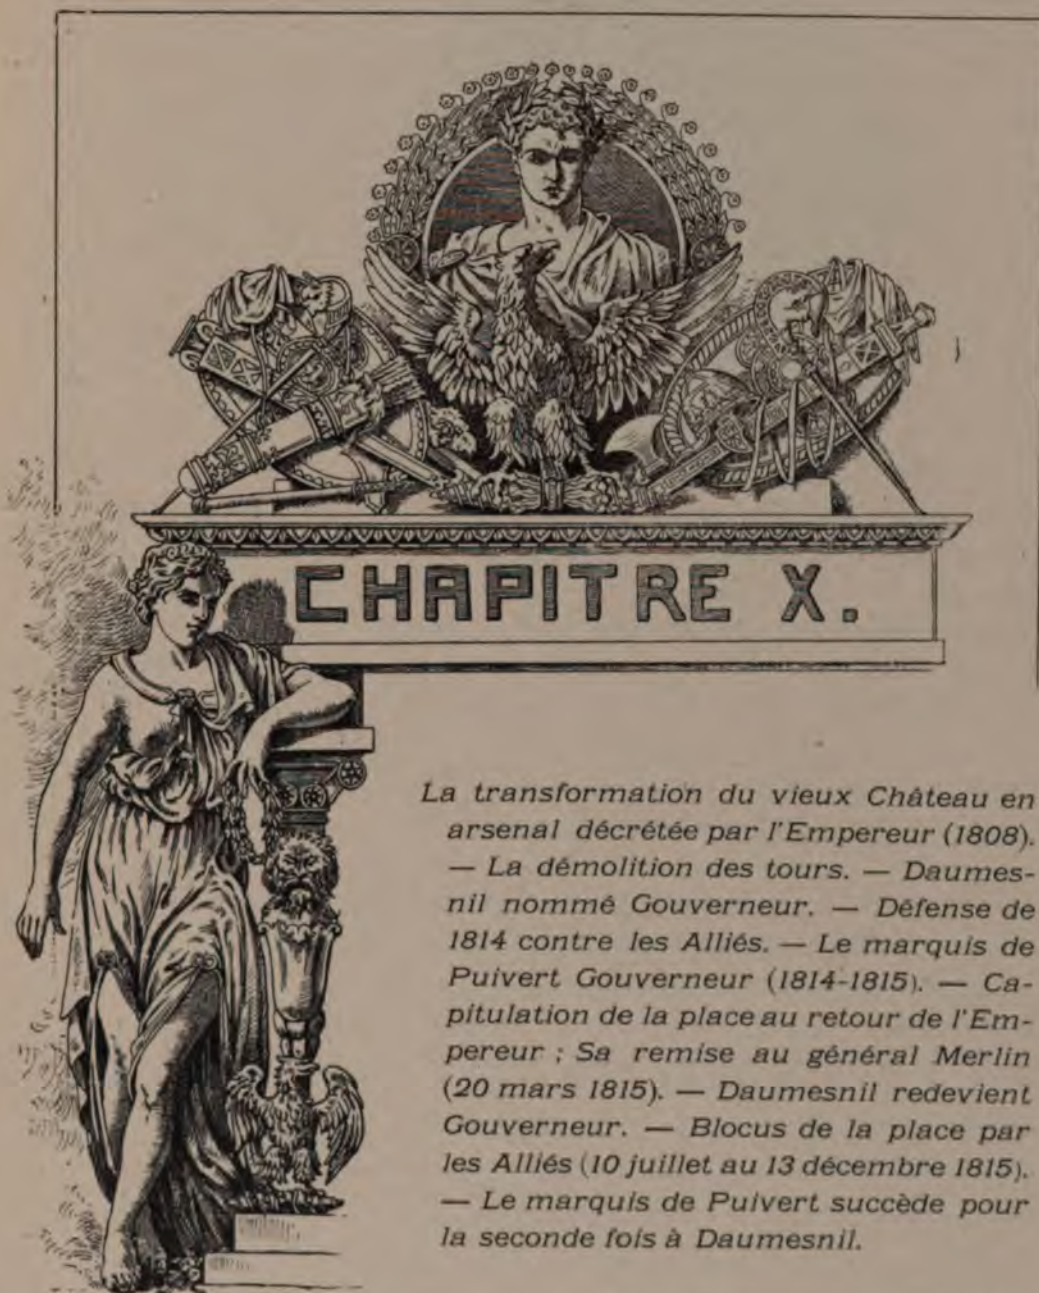 CHAPITRE X.
La transformation du vieux Château en
arsenal décrétée par l'Empereur (1808).
— La démolition des tours. — Daumes-
nil nommé Gouverneur. — Défense de
1814 contre les Alliés. — Le marquis de
Puivert Gouverneur (1814-1815). — Ca-
pitulation de la place au retour de l'Em-
pereur ; Sa remise au général Merlin
(20 mars 1815). — Daumesnil redevient
Gouverneur. — Blocus de la place par
les Alliés (10 juillet au 13 décembre 1815).
— Le marquis de Puivert succède pour
la seconde fois à Daumesnil.